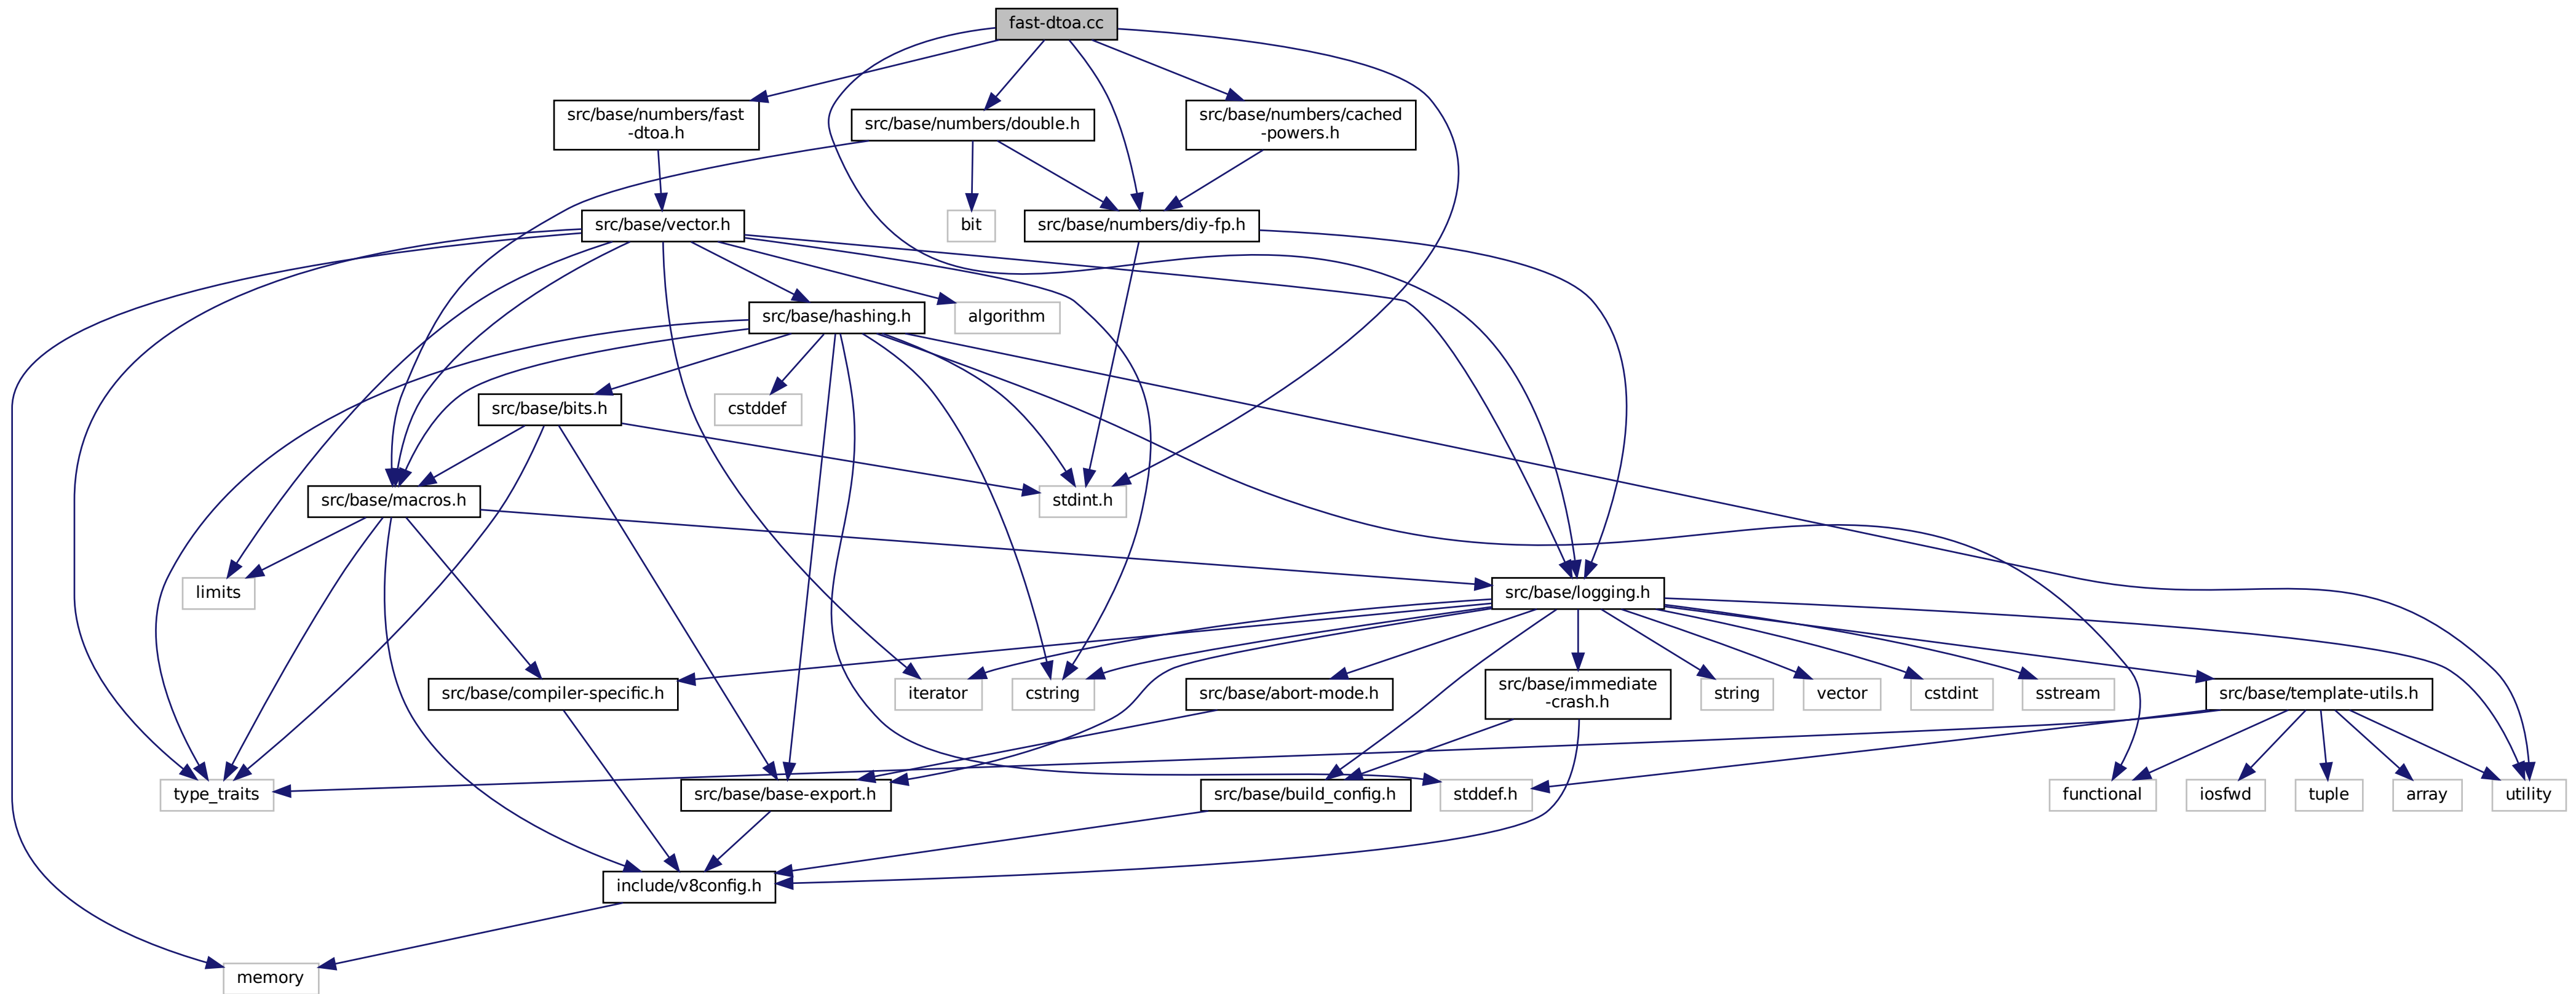 fast-dtoa.cc
src/base/numbers/fast
-dtoa.h
src/base/numbers/double.h
src/base/numbers/cached
-powers.h
src/base/vector.h
bit
src/base/numbers/diy-fp.h
src/base/hashing.h
algorithm
src/base/bits.h
cstddef
src/base/macros.h
stdint.h
limits
src/base/logging.h
src/base/compiler-specific.h
iterator
cstring
src/base/abort-mode.h
src/base/immediate
-crash.h
string
vector
cstdint
sstream
src/base/template-utils.h
type_traits
src/base/base-export.h
src/base/build_config.h
stddef.h
functional
iosfwd
tuple
array
utility
include/v8config.h
memory